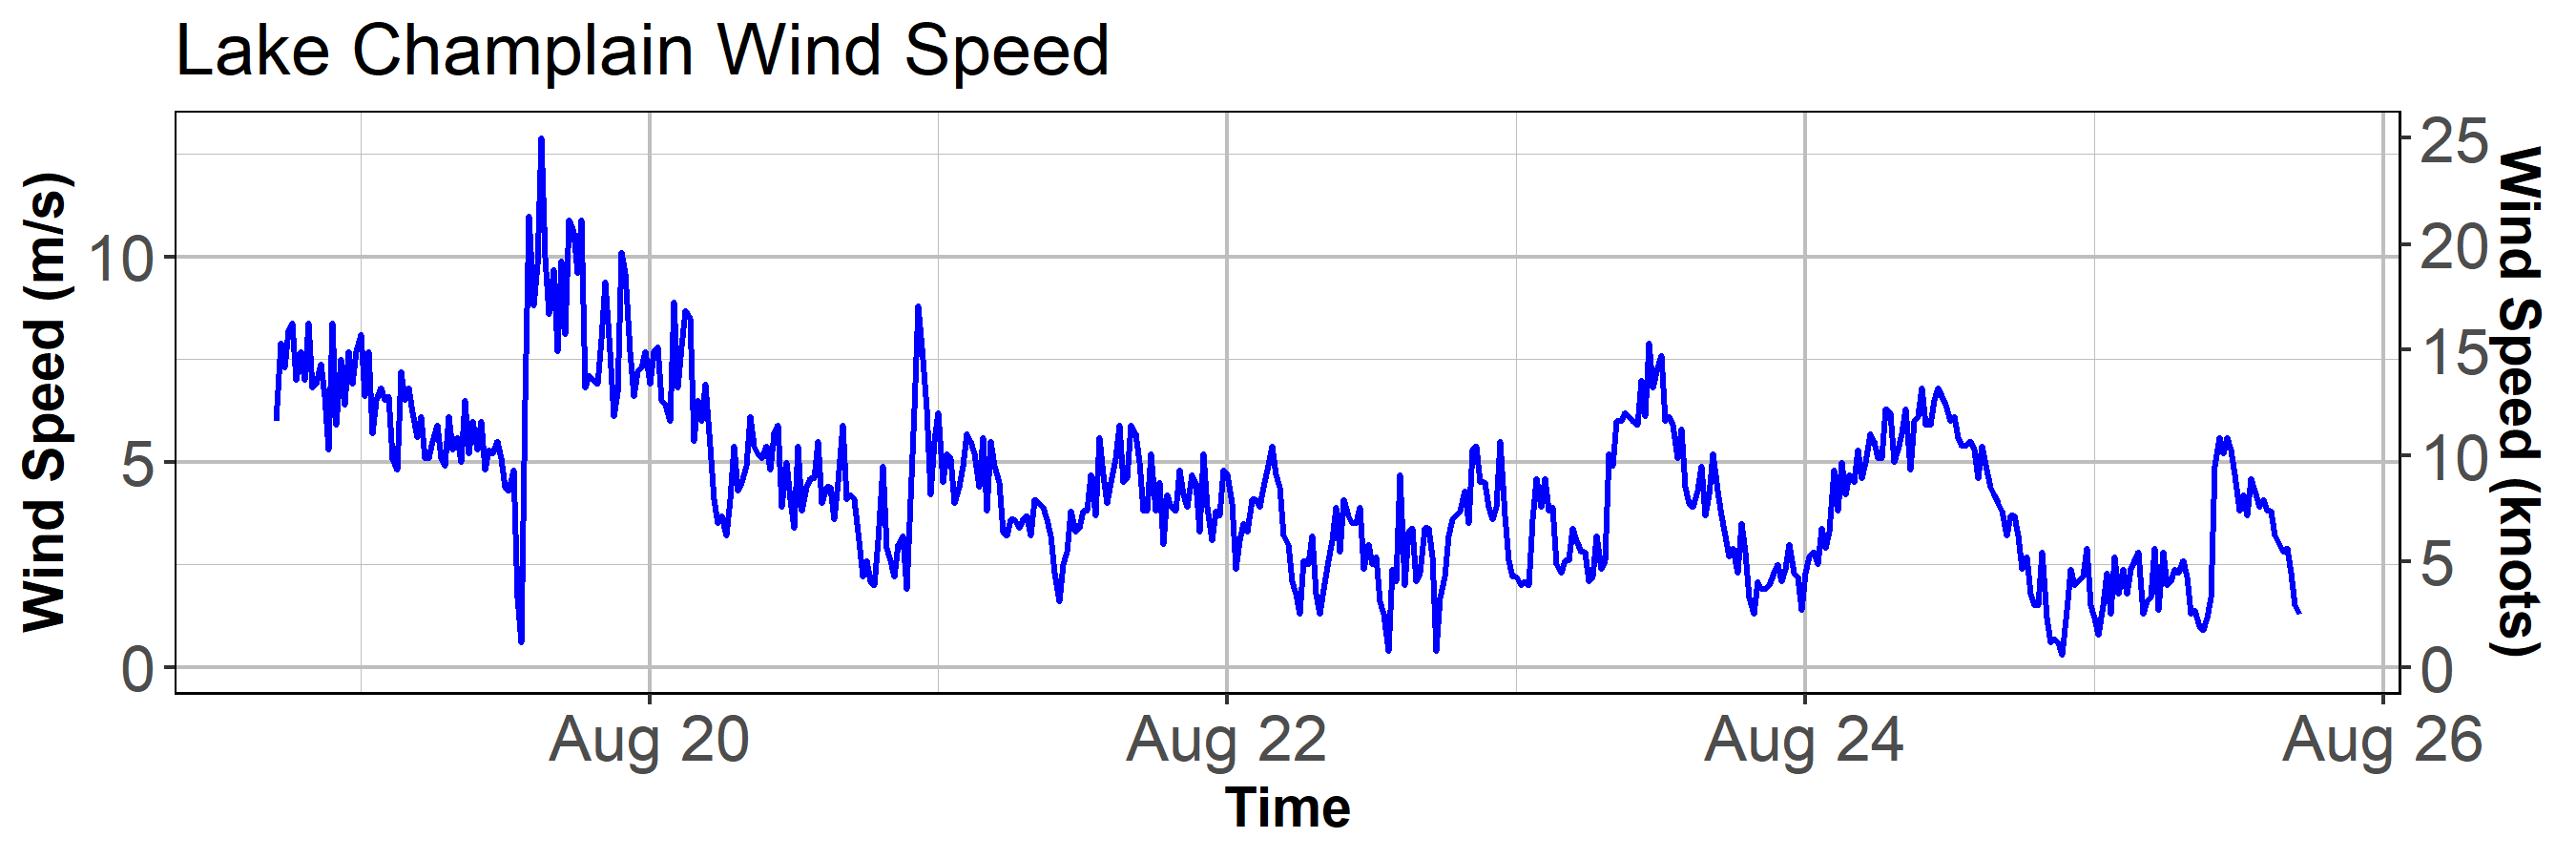 Lake Champlain Wind Speed
Wind Speed (m/s)
10
5
0
25
20
15
10
5
0
Wind Speed (knots)
Aug 20
Aug 22
Aug 24
Aug 26
Time